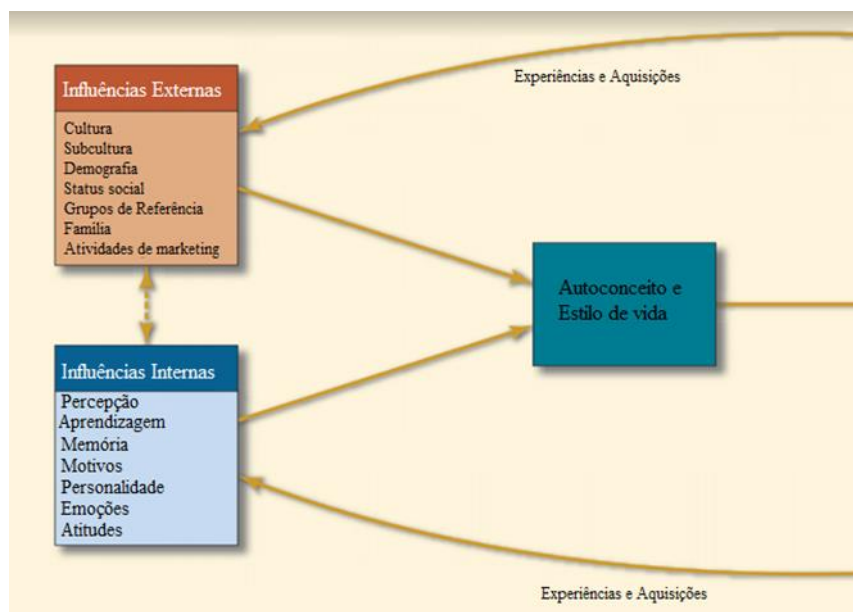 Experiências e Aquisições
Influências Externas
Cultura
Subcultura
Demografia
Status social
Grupos de Referência
Família
Atividades de marketing
Autoconceito e
Estilo de vida
Influências Internas
Percepção
Aprendizagem
Memória
Motivos
Personalidade
Emoções
Atitudes
Experiências e Aquisições